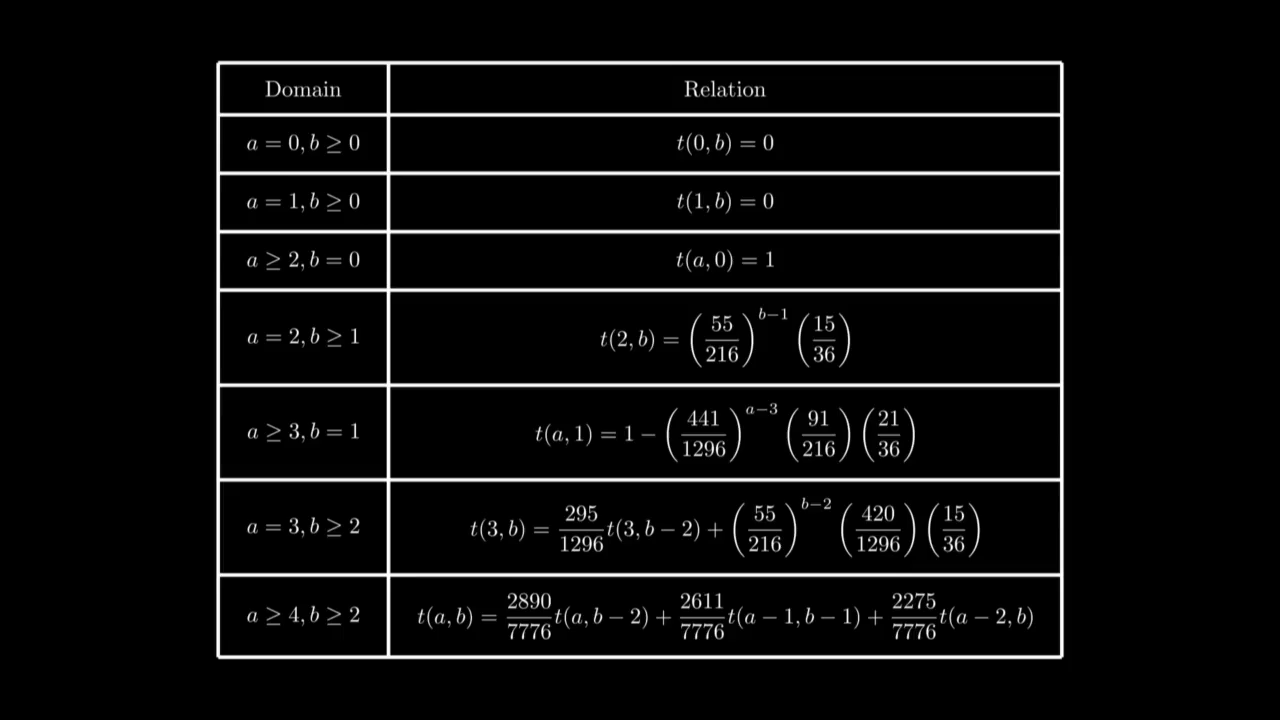 Domain Relation
a = 0, b ≥ 0 t(0, b) = 0
a = 1, b ≥ 0 t(1, b) = 0
a ≥ 2, b = 0 t(a, 0) = 1
a = 2, b ≥ 1 t(2, b) = (55/216)^{b−1} (15/36)
a ≥ 3, b = 1 t(a, 1) = 1 − (441/1296)^{a−3} (91/216) (21/36)
a = 3, b ≥ 2 t(3, b) = 295/1296 t(3, b − 2) + (55/216)^{b−2} (420/1296) (15/36)
a ≥ 4, b ≥ 2 t(a, b) = 2890/7776 t(a, b − 2) + 2611/7776 t(a − 1, b − 1) + 2275/7776 t(a − 2, b)